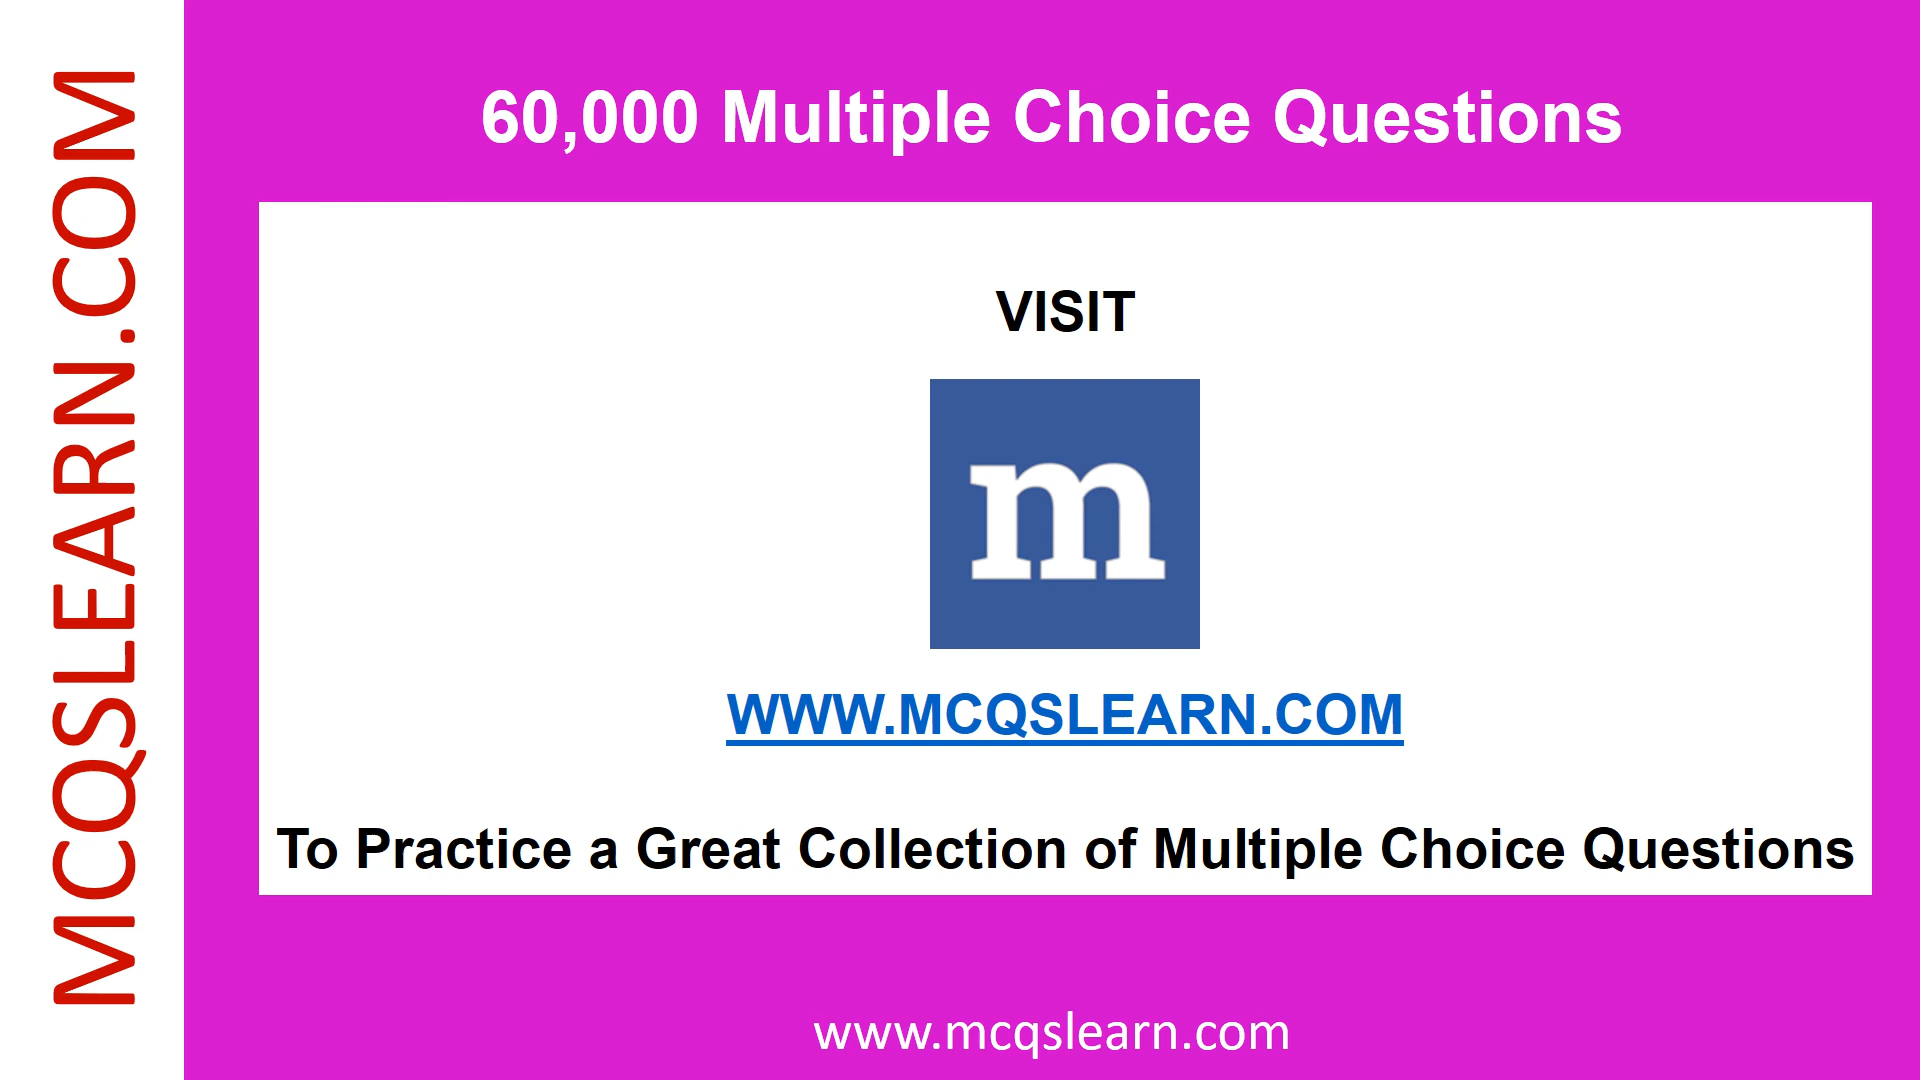 MCQSLEARN.COM
60,000 Multiple Choice Questions
VISIT
m
WWW.MCQSLEARN.COM
To Practice a Great Collection of Multiple Choice Questions
www.mcqslearn.com